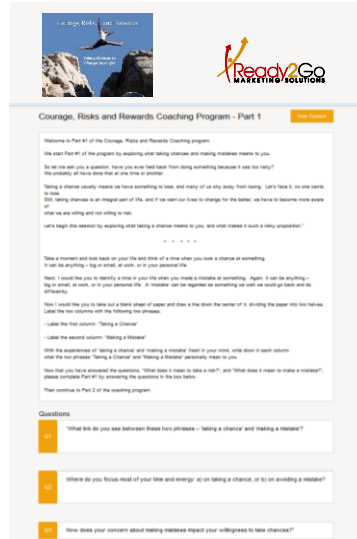 Courage, Risks and Rewards
Taking Chances to
Change Your Life!
Ready2Go
MARKETING SOLUTIONS
Courage, Risks and Rewards Coaching Program - Part 1
Hide Content
Welcome to Part #1 of the Courage, Risks and Rewards Coaching program.
We start Part #1 of the program by exploring what taking chances and making mistakes means to you.
So let me ask you a question: have you ever held back from doing something because it was too risky?
We probably all have done that at one time or another.
Taking a chance usually means we have something to lose, and many of us shy away from losing. Let's face it, no one wants
to lose.
Still, taking chances is an integral part of life, and if we want our lives to change for the better, we have to become more aware
of
what we are willing and not willing to risk.
Let's begin this session by exploring what taking a chance means to you, and what makes it such a risky proposition."
* * * * *
Take a moment and look back on your life and think of a time when you took a chance at something.
It can be anything – big or small, at work, or in your personal life.
Next, I would like you to identify a time in your life when you made a mistake at something. Again, it can be anything –
big or small, at work, or in your personal life. A 'mistake' can be regarded as something we wish we could go back and do
differently.
Now I would like you to take out a blank sheet of paper and draw a line down the center of it, dividing the paper into two halves.
Label the two columns with the following two phrases:
- Label the first column: "Taking a Chance"
- Label the second column: "Making a Mistake"
With the experiences of 'taking a chance' and 'making a mistake' fresh in your mind, write down in each column
what the two phrases "Taking a Chance" and "Making a Mistake" personally mean to you.
Now that you have answered the questions, "What does it mean to take a risk?", and "What does it mean to make a mistake?",
please complete Part #1 by answering the questions in the box below.
Then continue to Part 2 of the coaching program.
Questions
Q1
"What link do you see between these two phrases – 'taking a chance' and 'making a mistake'?
Q2
Where do you focus most of your time and energy: a) on taking a chance, or b) on avoiding a mistake?
Q3
How does your concern about making mistakes impact your willingness to take chances?"